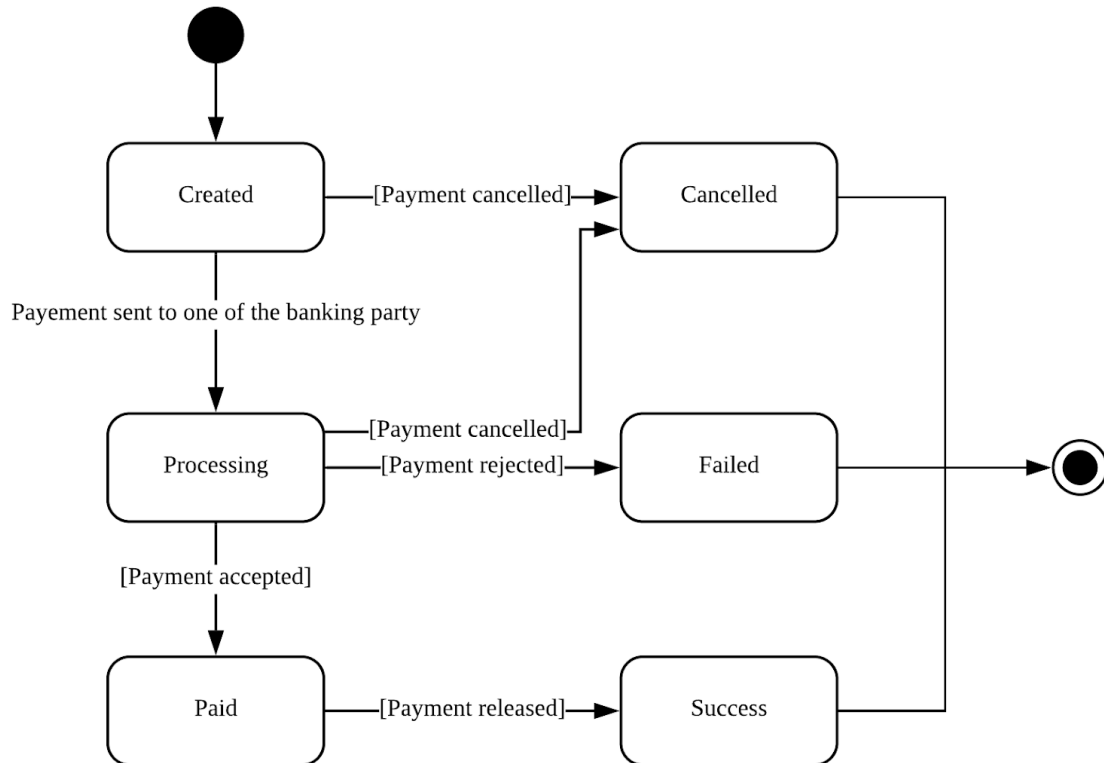 Created
[Payment cancelled]
Cancelled
Payement sent to one of the banking party
[Payment cancelled]
Processing
[Payment rejected]
Failed
[Payment accepted]
Paid
[Payment released]
Success